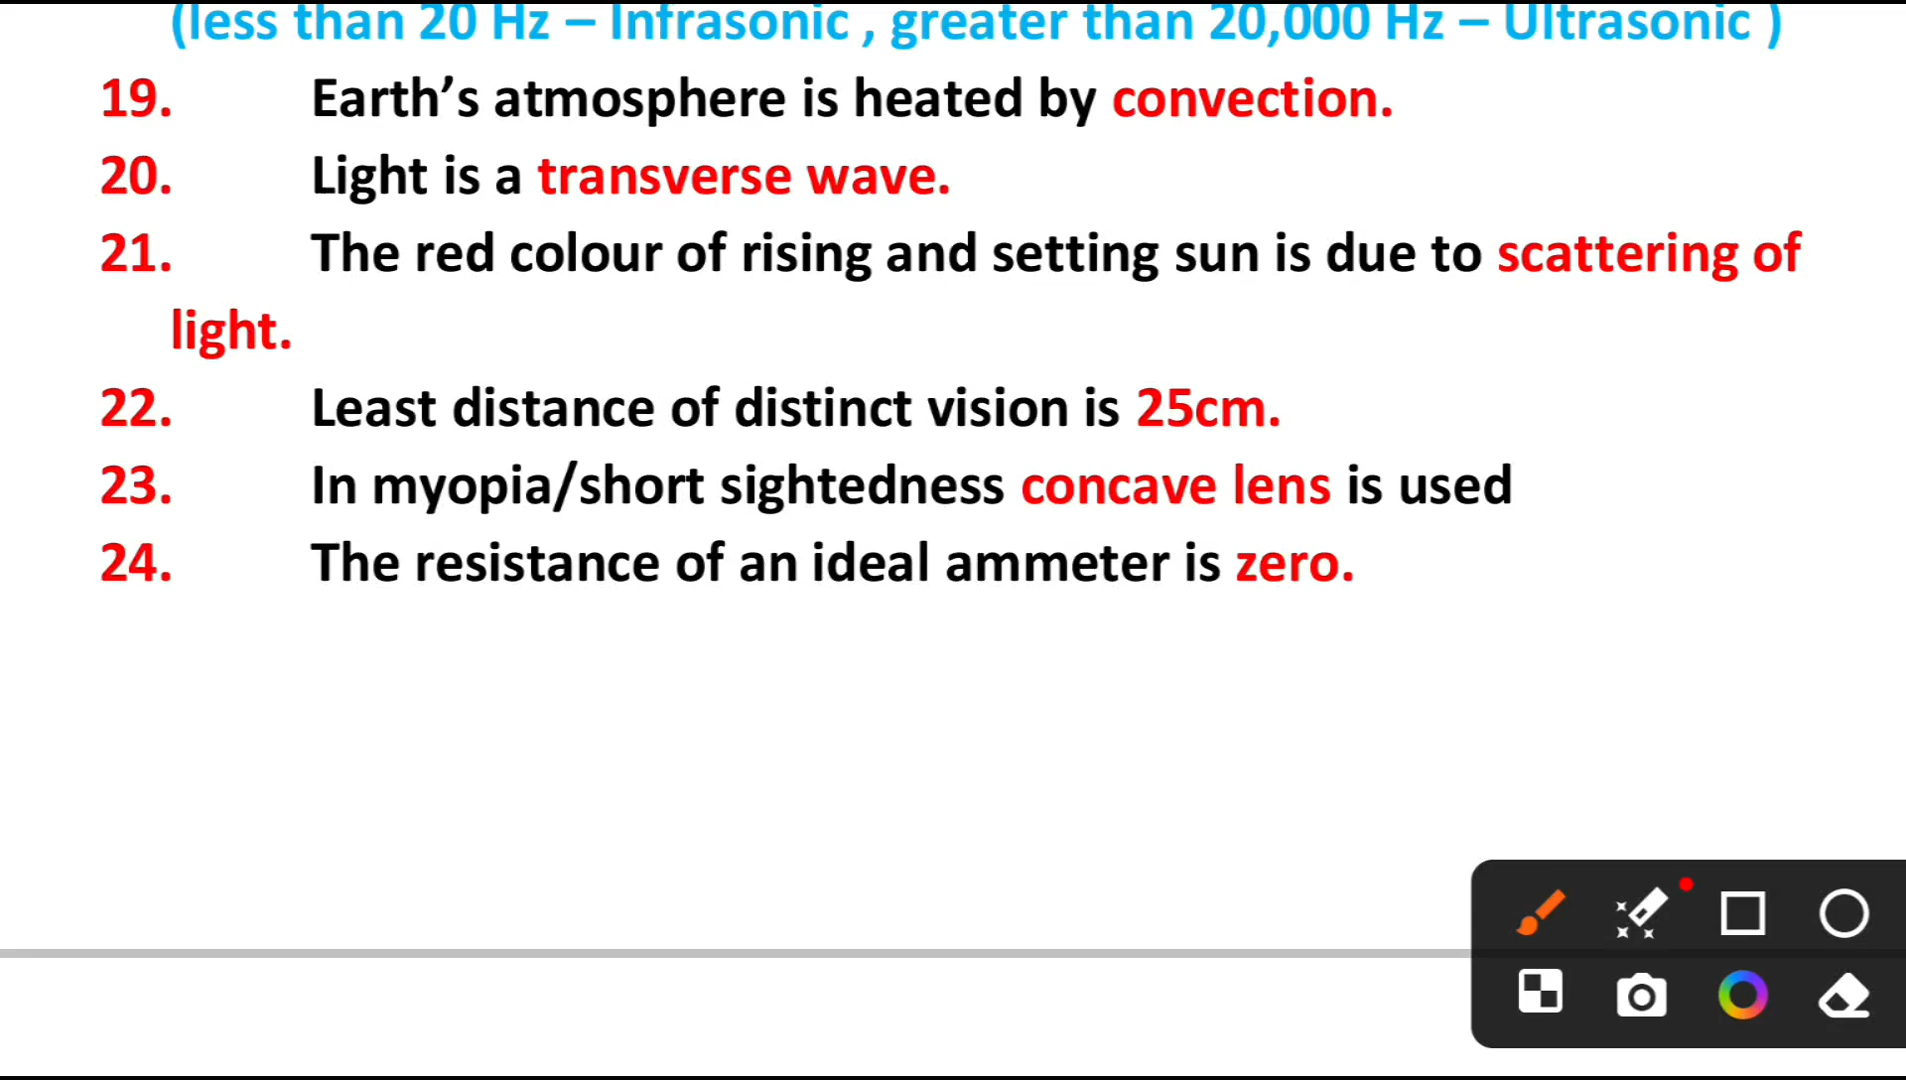 (less than 20 Hz – Infrasonic , greater than 20,000 Hz – Ultrasonic )
19. Earth’s atmosphere is heated by convection.
20. Light is a transverse wave.
21. The red colour of rising and setting sun is due to scattering of
light.
22. Least distance of distinct vision is 25cm.
23. In myopia/short sightedness concave lens is used
24. The resistance of an ideal ammeter is zero.